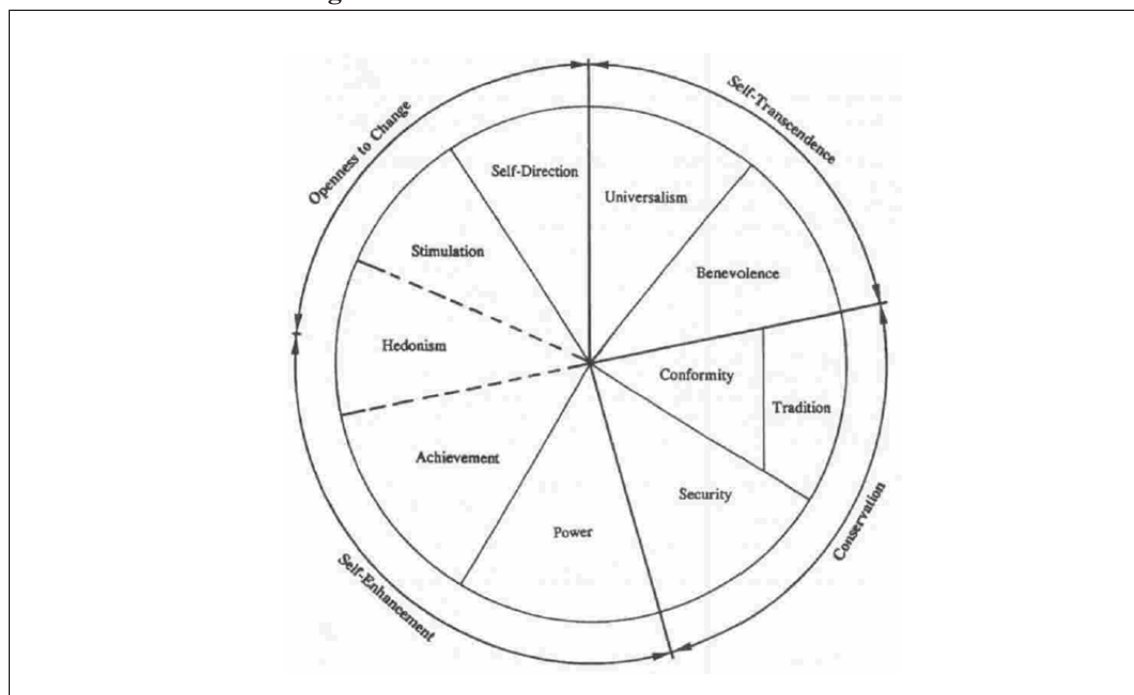 Openness to Change
Self-Transcendence
Self-Direction
Universalism
Stimulation
Benevolence
Hedonism
Conformity
Tradition
Achievement
Security
Power
Conservation
Self-Enhancement